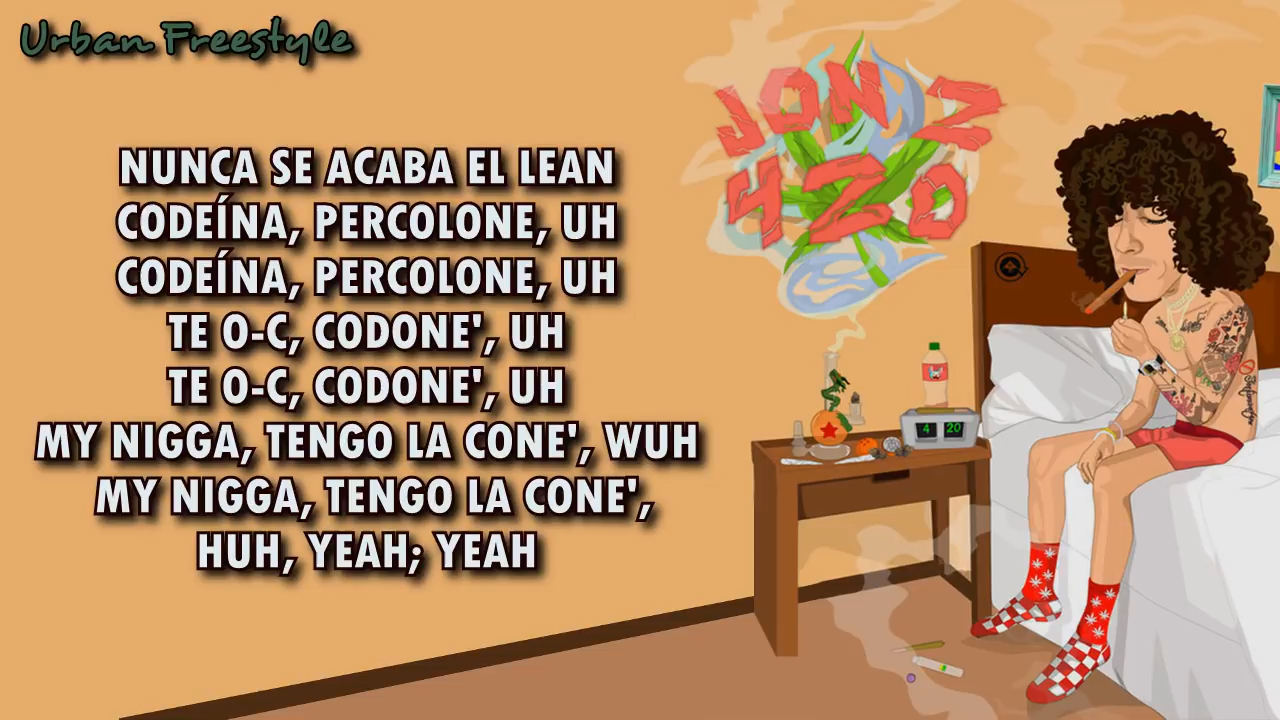 Urban Freestyle
JON Z
420
NUNCA SE ACABA EL LEAN
CODEÍNA, PERCOLONE, UH
CODEÍNA, PERCOLONE, UH
TE O-C, CODONE', UH
TE O-C, CODONE', UH
MY NIGGA, TENGO LA CONE', WUH
MY NIGGA, TENGO LA CONE',
HUH, YEAH; YEAH
4 20